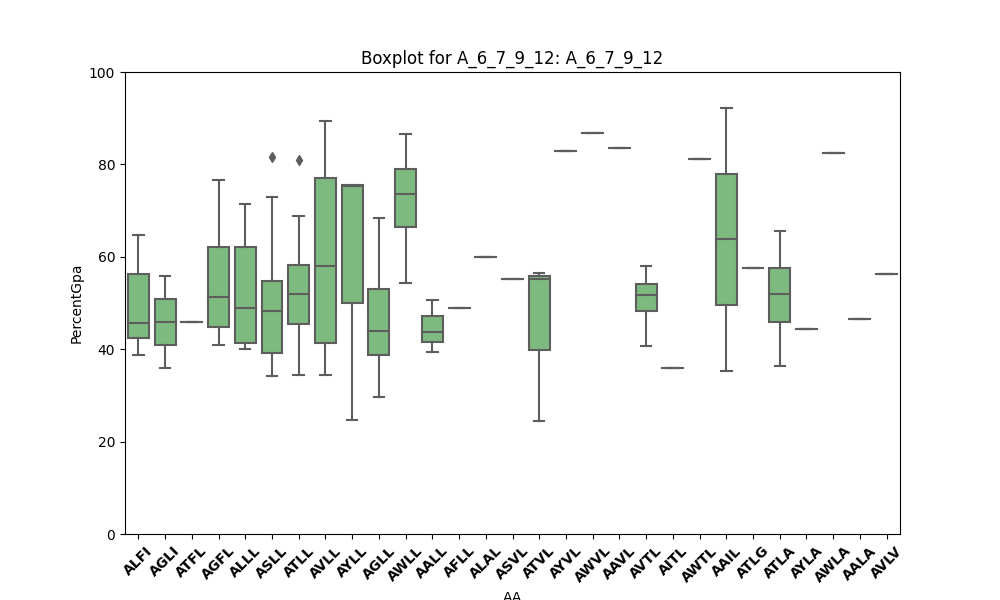 Boxplot for A_6_7_9_12: A_6_7_9_12
100
80
60
40
20
0
PercentGpa
ALFI AGLI ATFL AGFL ALLL ASLL ATLL AVLL AYLL AGLL AWLL AALL AFLL ALAL ASVL ATVL AYVL AWVL AAVL AVTL AITL AWTL AAIL ATLG ATLA AYLA AWLA AALA AVLV
AA